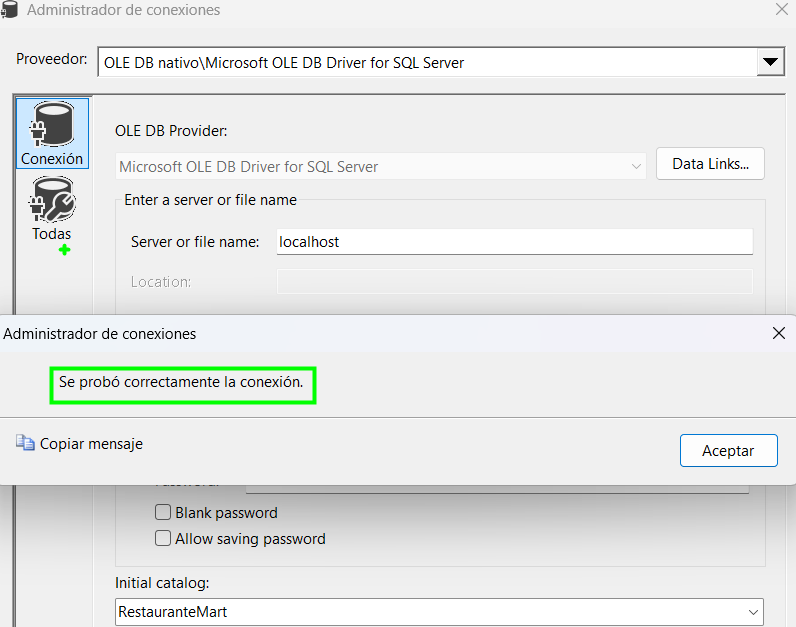 Administrador de conexiones
Proveedor: OLE DB nativo\Microsoft OLE DB Driver for SQL Server
Conexión
Todas
OLE DB Provider:
Microsoft OLE DB Driver for SQL Server Data Links...
Enter a server or file name
Server or file name: localhost
Location:
Administrador de conexiones
Se probó correctamente la conexión.
Copiar mensaje
Aceptar
Blank password
Allow saving password
Initial catalog:
RestauranteMart